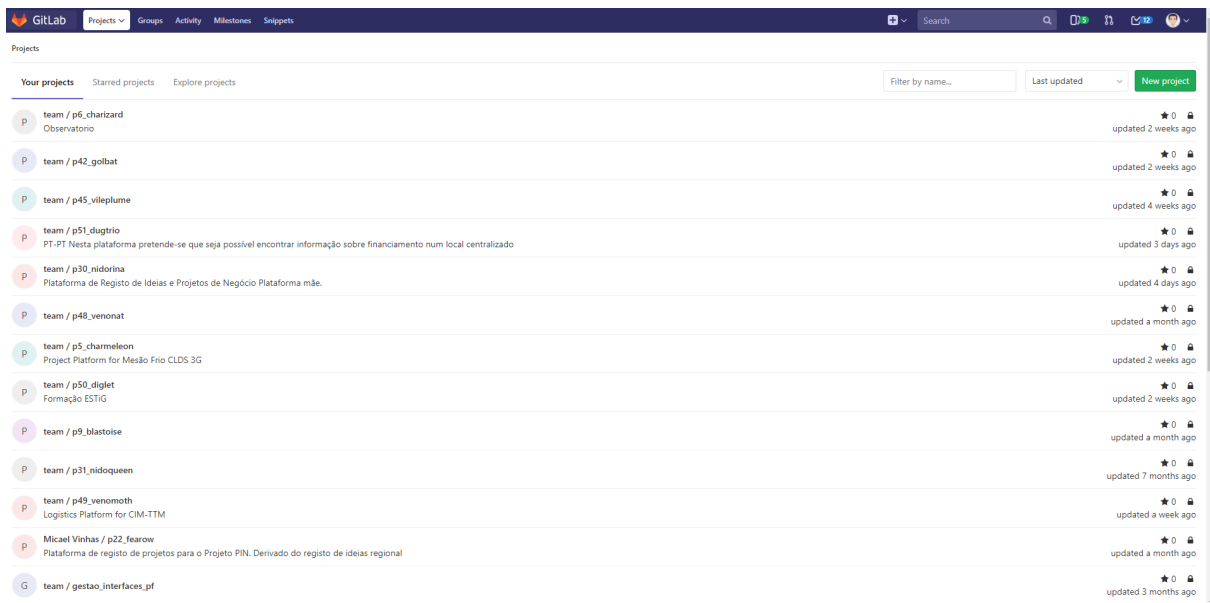 GitLab Projects Groups Activity Milestones Snippets Search 5 12
Projects
Your projects Starred projects Explore projects Filter by name... Last updated New project
P team / p6_charizard 0
Observatorio updated 2 weeks ago
P team / p42_golbat 0
updated 2 weeks ago
P team / p45_vileplume 0
updated 4 weeks ago
P team / p51_dugtrio 0
PT-PT Nesta plataforma pretende-se que seja possível encontrar informação sobre financiamento num local centralizado updated 3 days ago
P team / p30_nidorina 0
Plataforma de Registo de Ideias e Projetos de Negócio Plataforma mãe. updated 4 days ago
P team / p48_venonat 0
updated a month ago
P team / p5_charmeleon 0
Project Platform for Mesão Frio CLDS 3G updated 2 weeks ago
P team / p50_diglet 0
Formação ESTiG updated 2 weeks ago
P team / p9_blastoise 0
updated a month ago
P team / p31_nidoqueen 0
updated 7 months ago
P team / p49_venomoth 0
Logistics Platform for CIM-TTM updated a week ago
P Micael Vinhas / p22_fearow 0
Plataforma de registo de projetos para o Projeto PIN. Derivado do registo de ideias regional updated a month ago
G team / gestao_interfaces_pf 0
updated 3 months ago